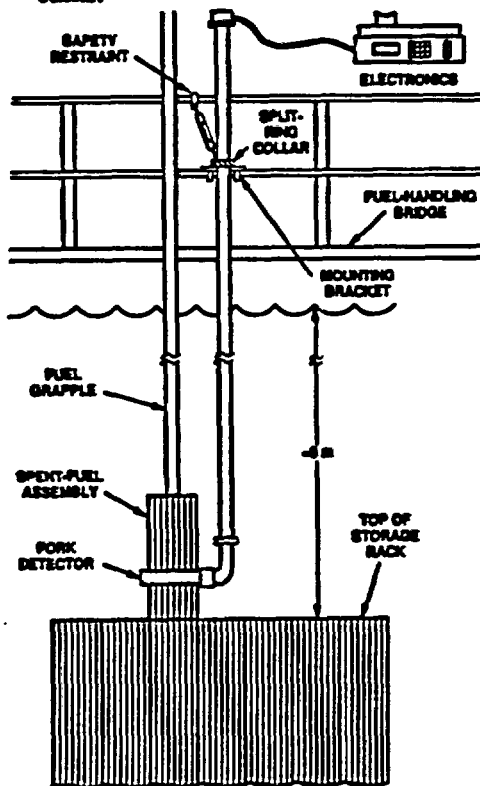 SAFETY
RESTRAINT
ELECTRONICS
SPLIT-
RING
COLLAR
FUEL-HANDLING
BRIDGE
MOUNTING
BRACKET
FUEL
GRAPPLE
SPENT-FUEL
ASSEMBLY
FORK
DETECTOR
TOP OF
STORAGE
RACK